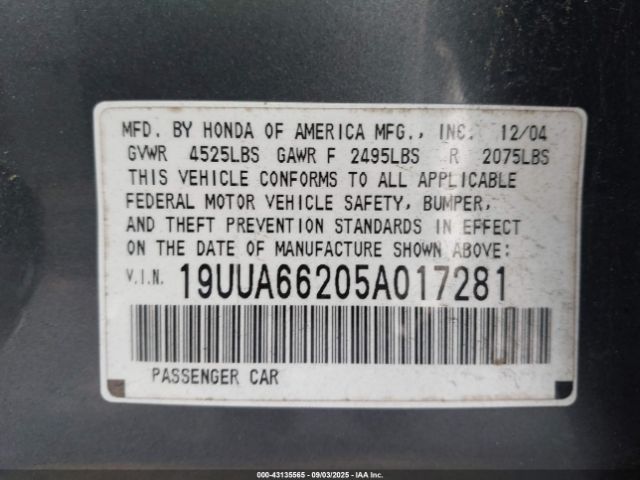 MFD. BY HONDA OF AMERICA MFG., INC. 12/04
GVWR 4525LBS GAWR F 2495LBS R 2075LBS
THIS VEHICLE CONFORMS TO ALL APPLICABLE
FEDERAL MOTOR VEHICLE SAFETY, BUMPER,
AND THEFT PREVENTION STANDARDS IN EFFECT
ON THE DATE OF MANUFACTURE SHOWN ABOVE:
V.I.N. 19UUA66205A017281
PASSENGER CAR
000-43135565 - 09/03/2025 - IAA Inc.